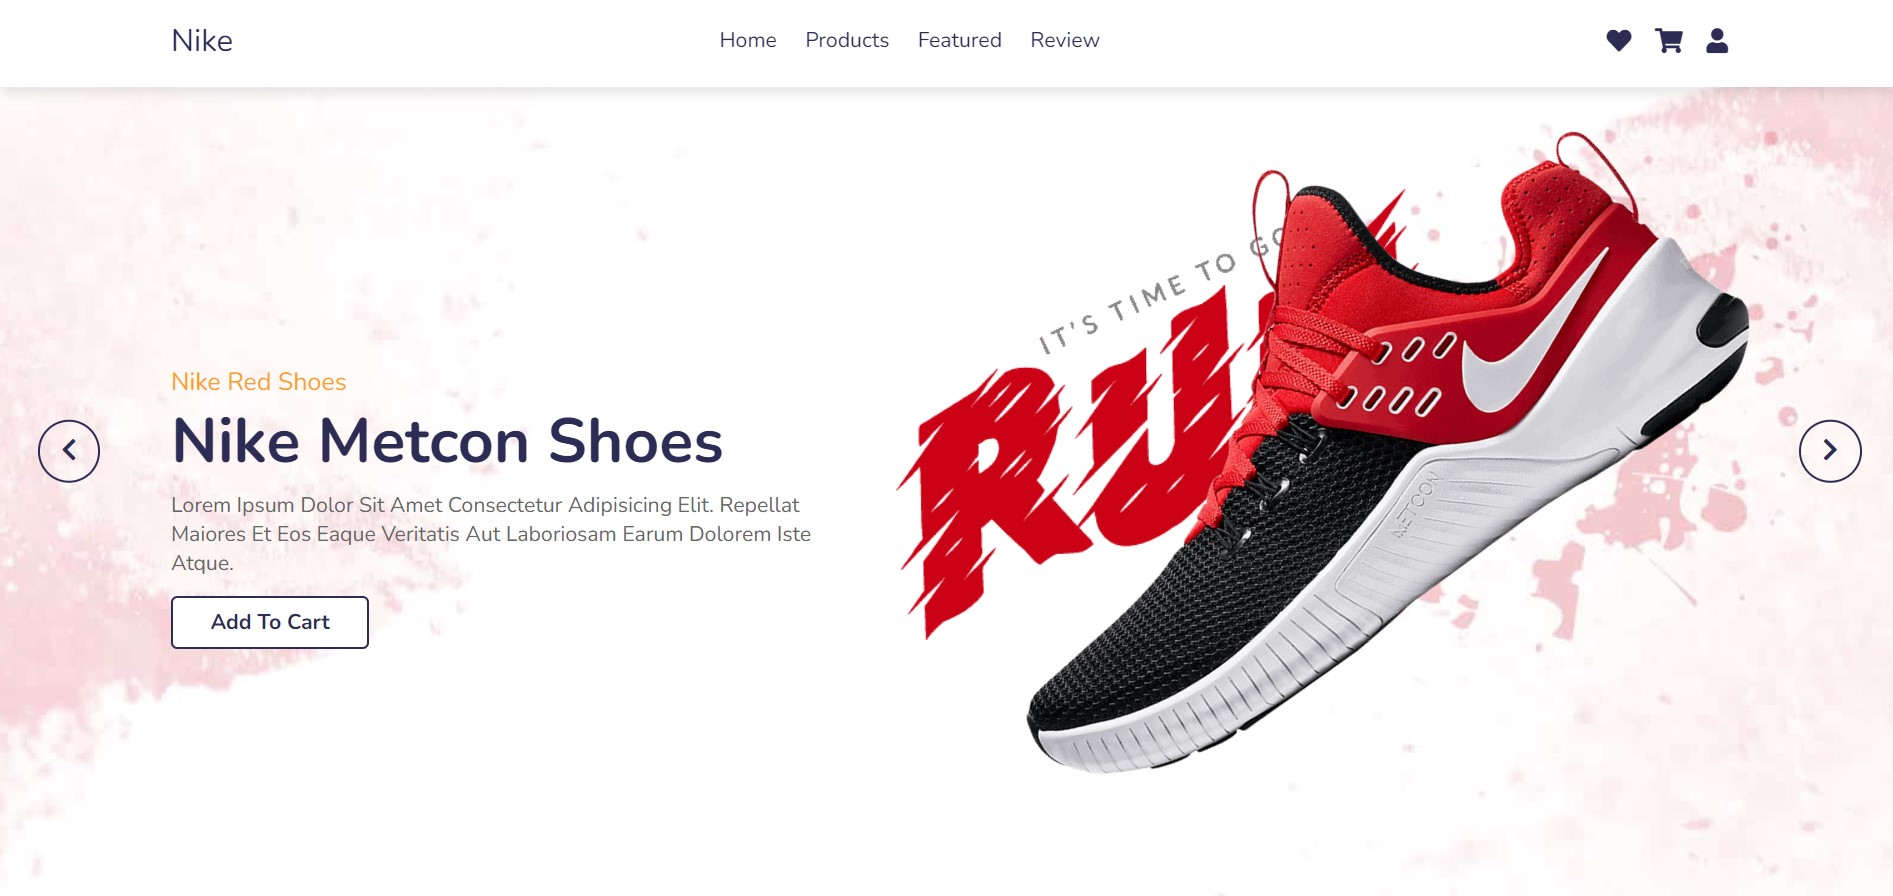 Nike
Home Products Featured Review
IT'S TIME TO GO
RU
Nike Red Shoes
Nike Metcon Shoes
Lorem Ipsum Dolor Sit Amet Consectetur Adipisicing Elit. Repellat
Maiores Et Eos Eaque Veritatis Aut Laboriosam Earum Dolorem Iste
Atque.
Add To Cart
METCON